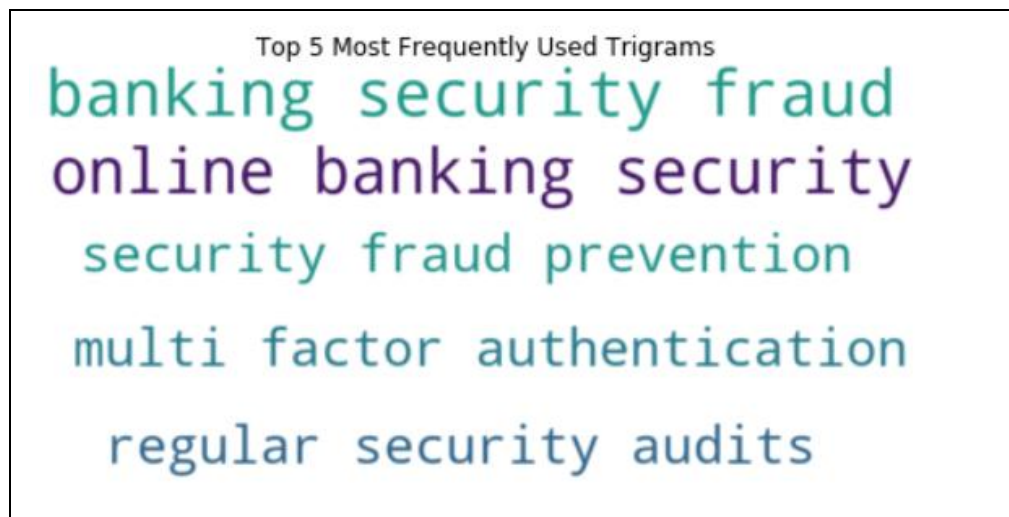 Top 5 Most Frequently Used Trigrams
banking security fraud
online banking security
security fraud prevention
multi factor authentication
regular security audits